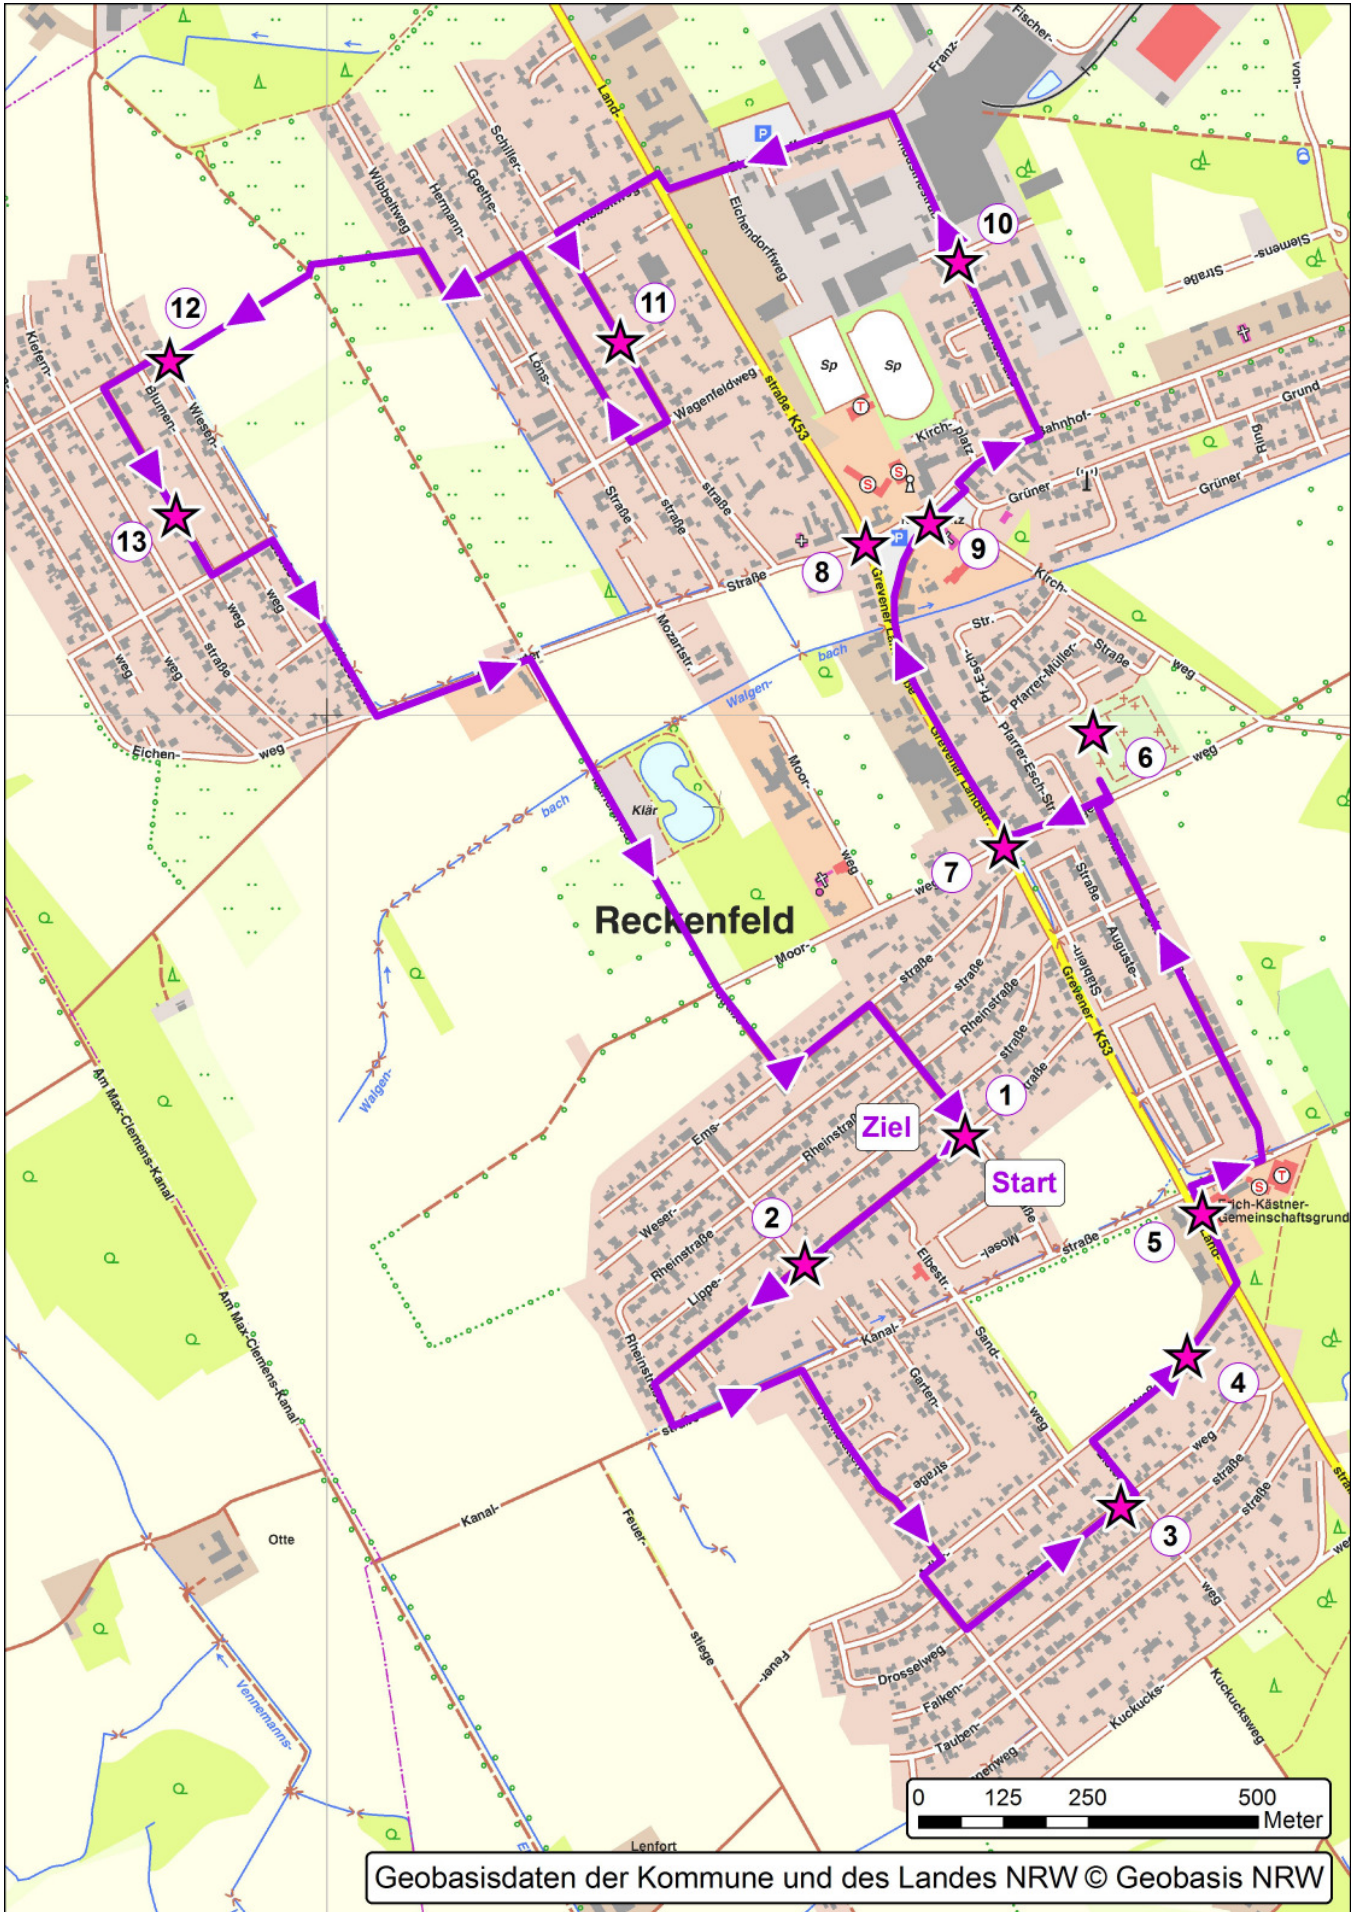 Fischer-
Franz-
von-
Land-
Schiller-
Goethe-
Hermann-
Wibbeltweg
P
Eichendorfweg
10
Siemens-
Straße
11
12
Kiefern-
Löns-
Wagenfeldweg
straße K53
Sp
Sp
T
Blumen-
Wiesen-
Kirch-
platz
Bahnhof-
Grund
Ring
Grüner
Grüner
S
S
13
Straße
straße
straße
8
P
9
Straße
Kirch-
Grevener
weg
weg
weg
straße
weg
Mozartstr.
bach
Walgen-
Str.
Pf.-Esch-
Pfarrer-Müller-
Straße
weg
Eichen-
weg
Moor-
Pfarrer-Esch-Str.
Grevener Landstr.
6
weg
bach
Klär
weg
7
weg
Straße
Auguste-
Stählen-
Reckenfeld
Moor-
straße
straße
Rheinstraße
straße
Grevener
K53
Walgen-
Am Max-Clemens-Kanal
1
Ems-
Ziel
Start
2
Weser-
Rheinstraße
Lippe-
Elbestr.
Mosel-
straße
5
S
T
Erich-Kästner-
Gemeinschaftsgrund
Land-
Am Max-Clemens-Kanal
Kanal-
Sand-
weg
Garten-
straße
4
weg
straße
straße
3
weg
Kanal-
Feuer-
stiege
Otte
Feuer-
Drosselweg
Falken-
Tauben-
Kuckucks-
Kuckucksweg
Vennemanns-
0 125 250 500
Meter
Lenfort
Geobasisdaten der Kommune und des Landes NRW © Geobasis NRW